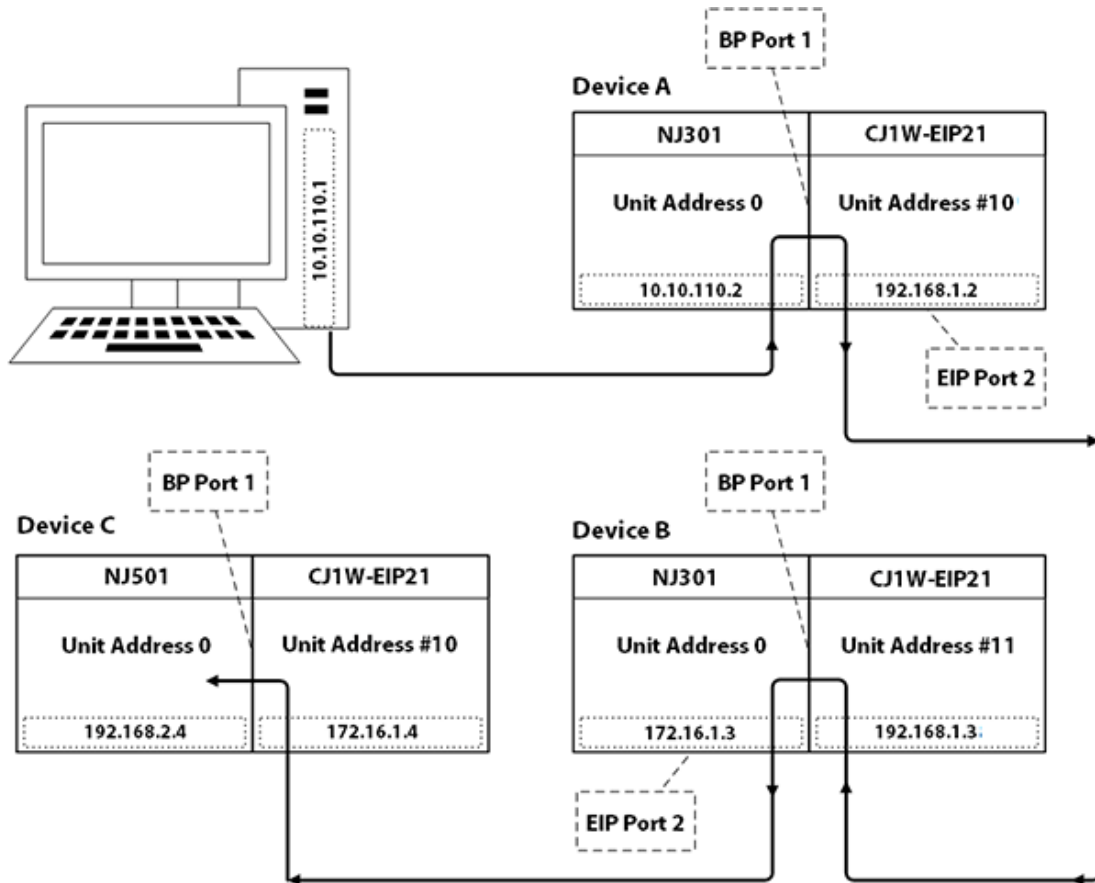 BP Port 1
Device A
10.10.110.1
NJ301
CJ1W-EIP21
Unit Address 0
Unit Address #10
10.10.110.2
192.168.1.2
EIP Port 2
BP Port 1
BP Port 1
Device C
Device B
NJ501
CJ1W-EIP21
NJ301
CJ1W-EIP21
Unit Address 0
Unit Address #10
Unit Address 0
Unit Address #11
192.168.2.4
172.16.1.4
172.16.1.3
192.168.1.3
EIP Port 2